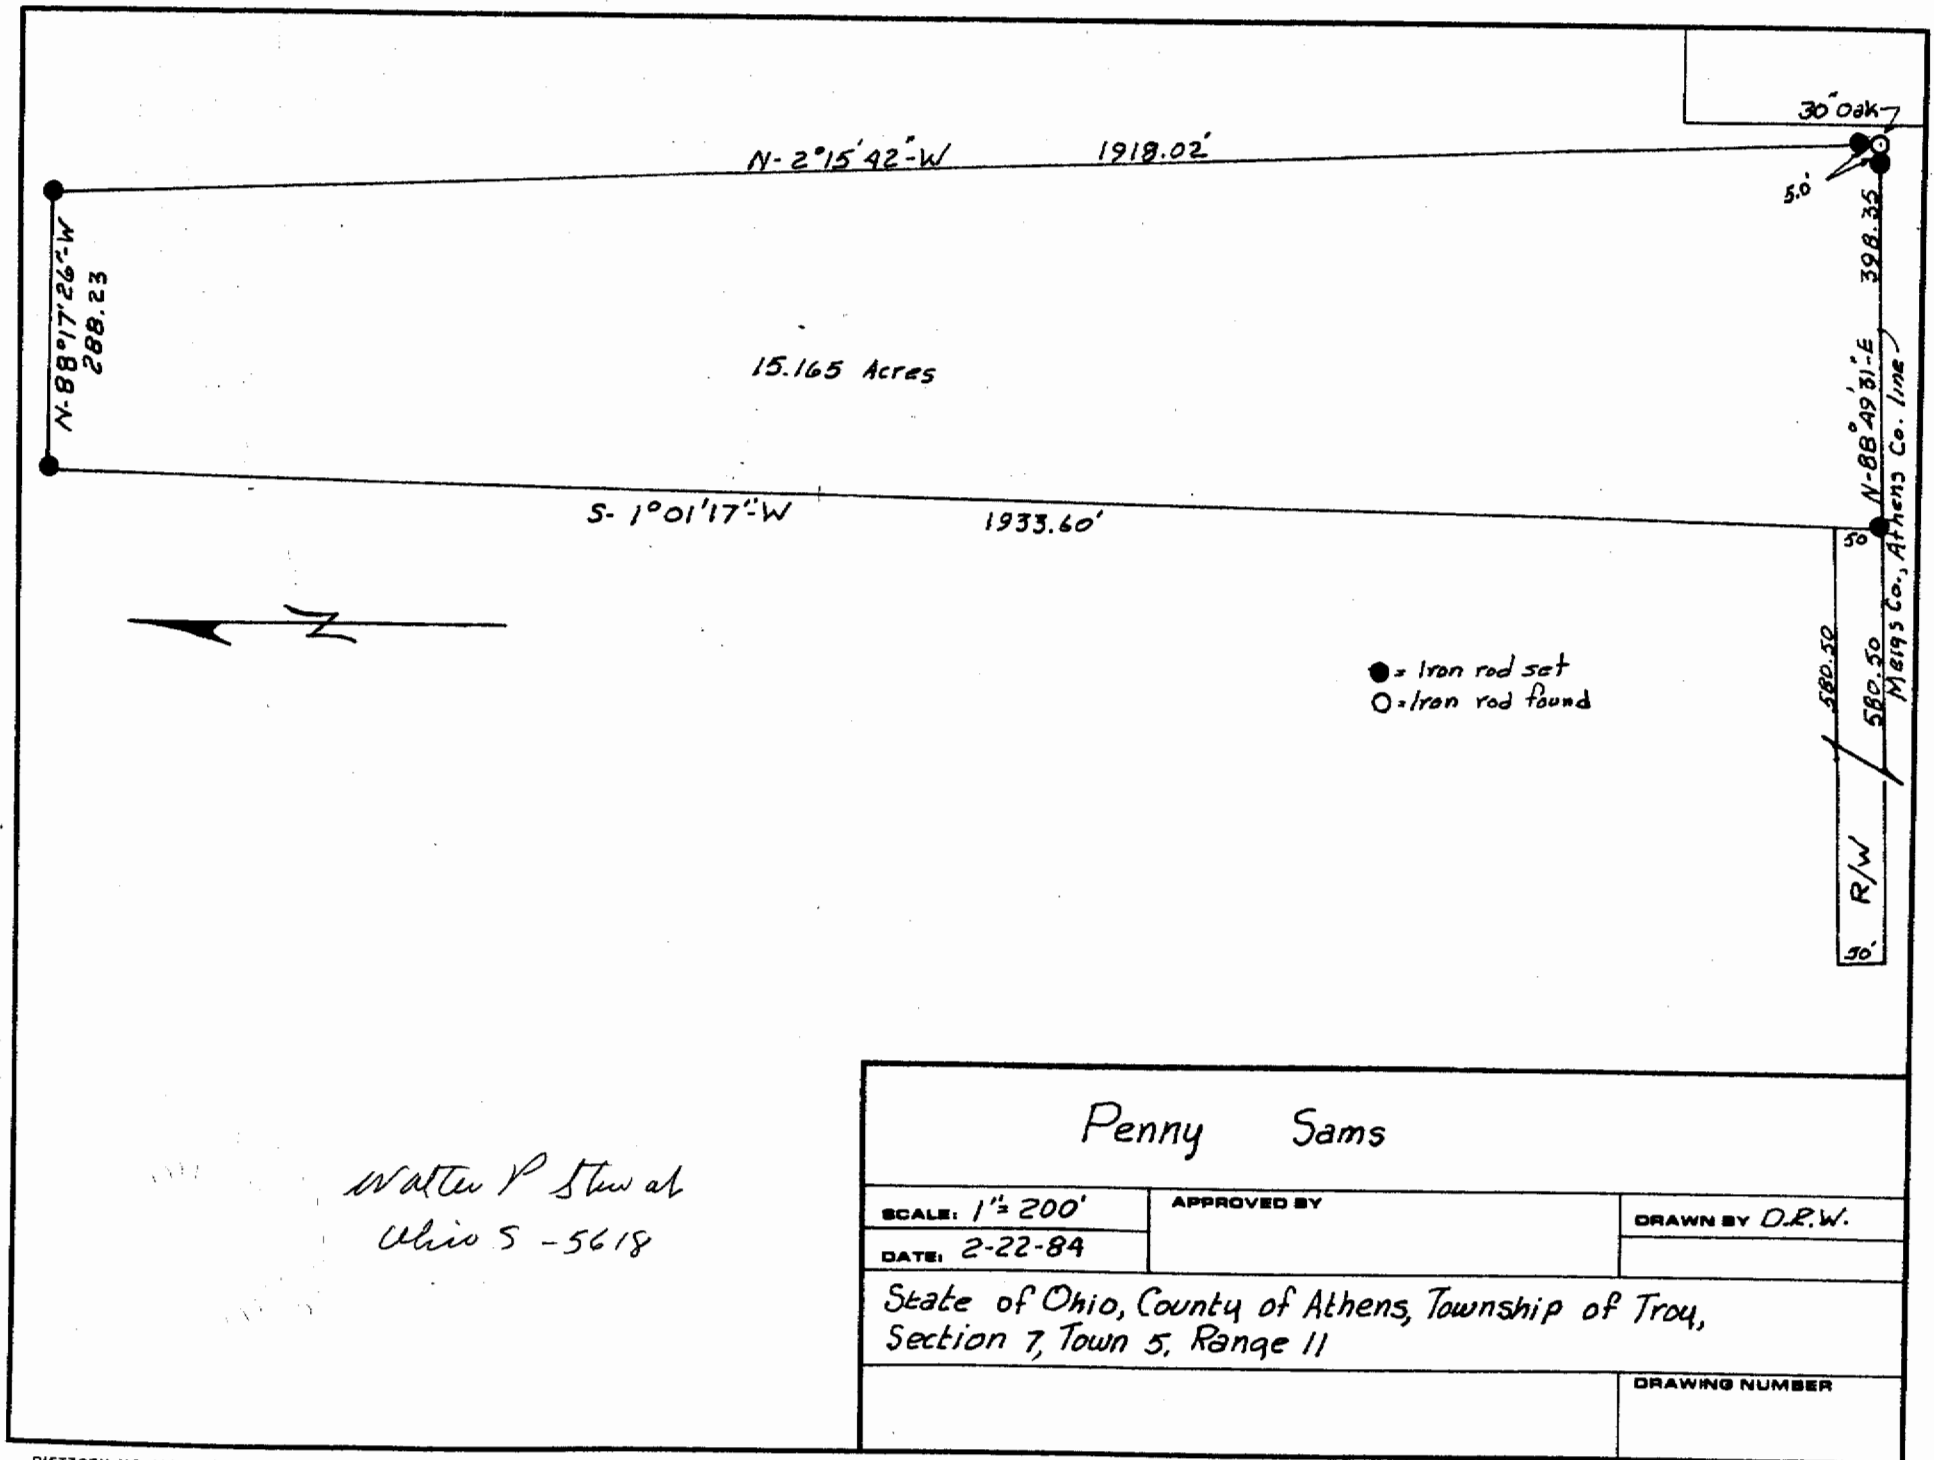 30" Oak
N- 2°15'42"-W 1918.02'
5.0'
N-88°17'26"-W
288.23
398.35
N-88°49'31"-E
Meigs Co., Athens Co. line
15.165 Acres
S- 1°01'17"-W 1933.60'
50'
N
580.50
580.50
● = Iron rod set
O = Iron rod found
R/W
50'
Penny Sams
Walter P
Ohio S-5618
SCALE: 1"= 200'
APPROVED BY
DRAWN BY D.R.W.
DATE: 2-22-84
State of Ohio, County of Athens, Township of Troy,
Section 7, Town 5, Range 11
DRAWING NUMBER